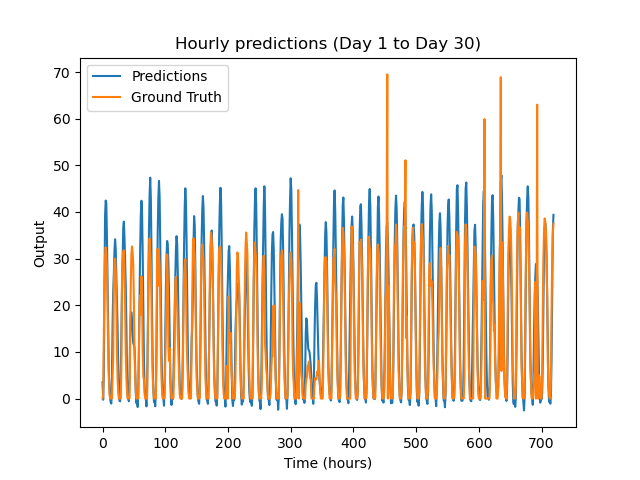 Hourly predictions (Day 1 to Day 30)
Predictions
Ground Truth
Output
70
60
50
40
30
20
10
0
0 100 200 300 400 500 600 700
Time (hours)